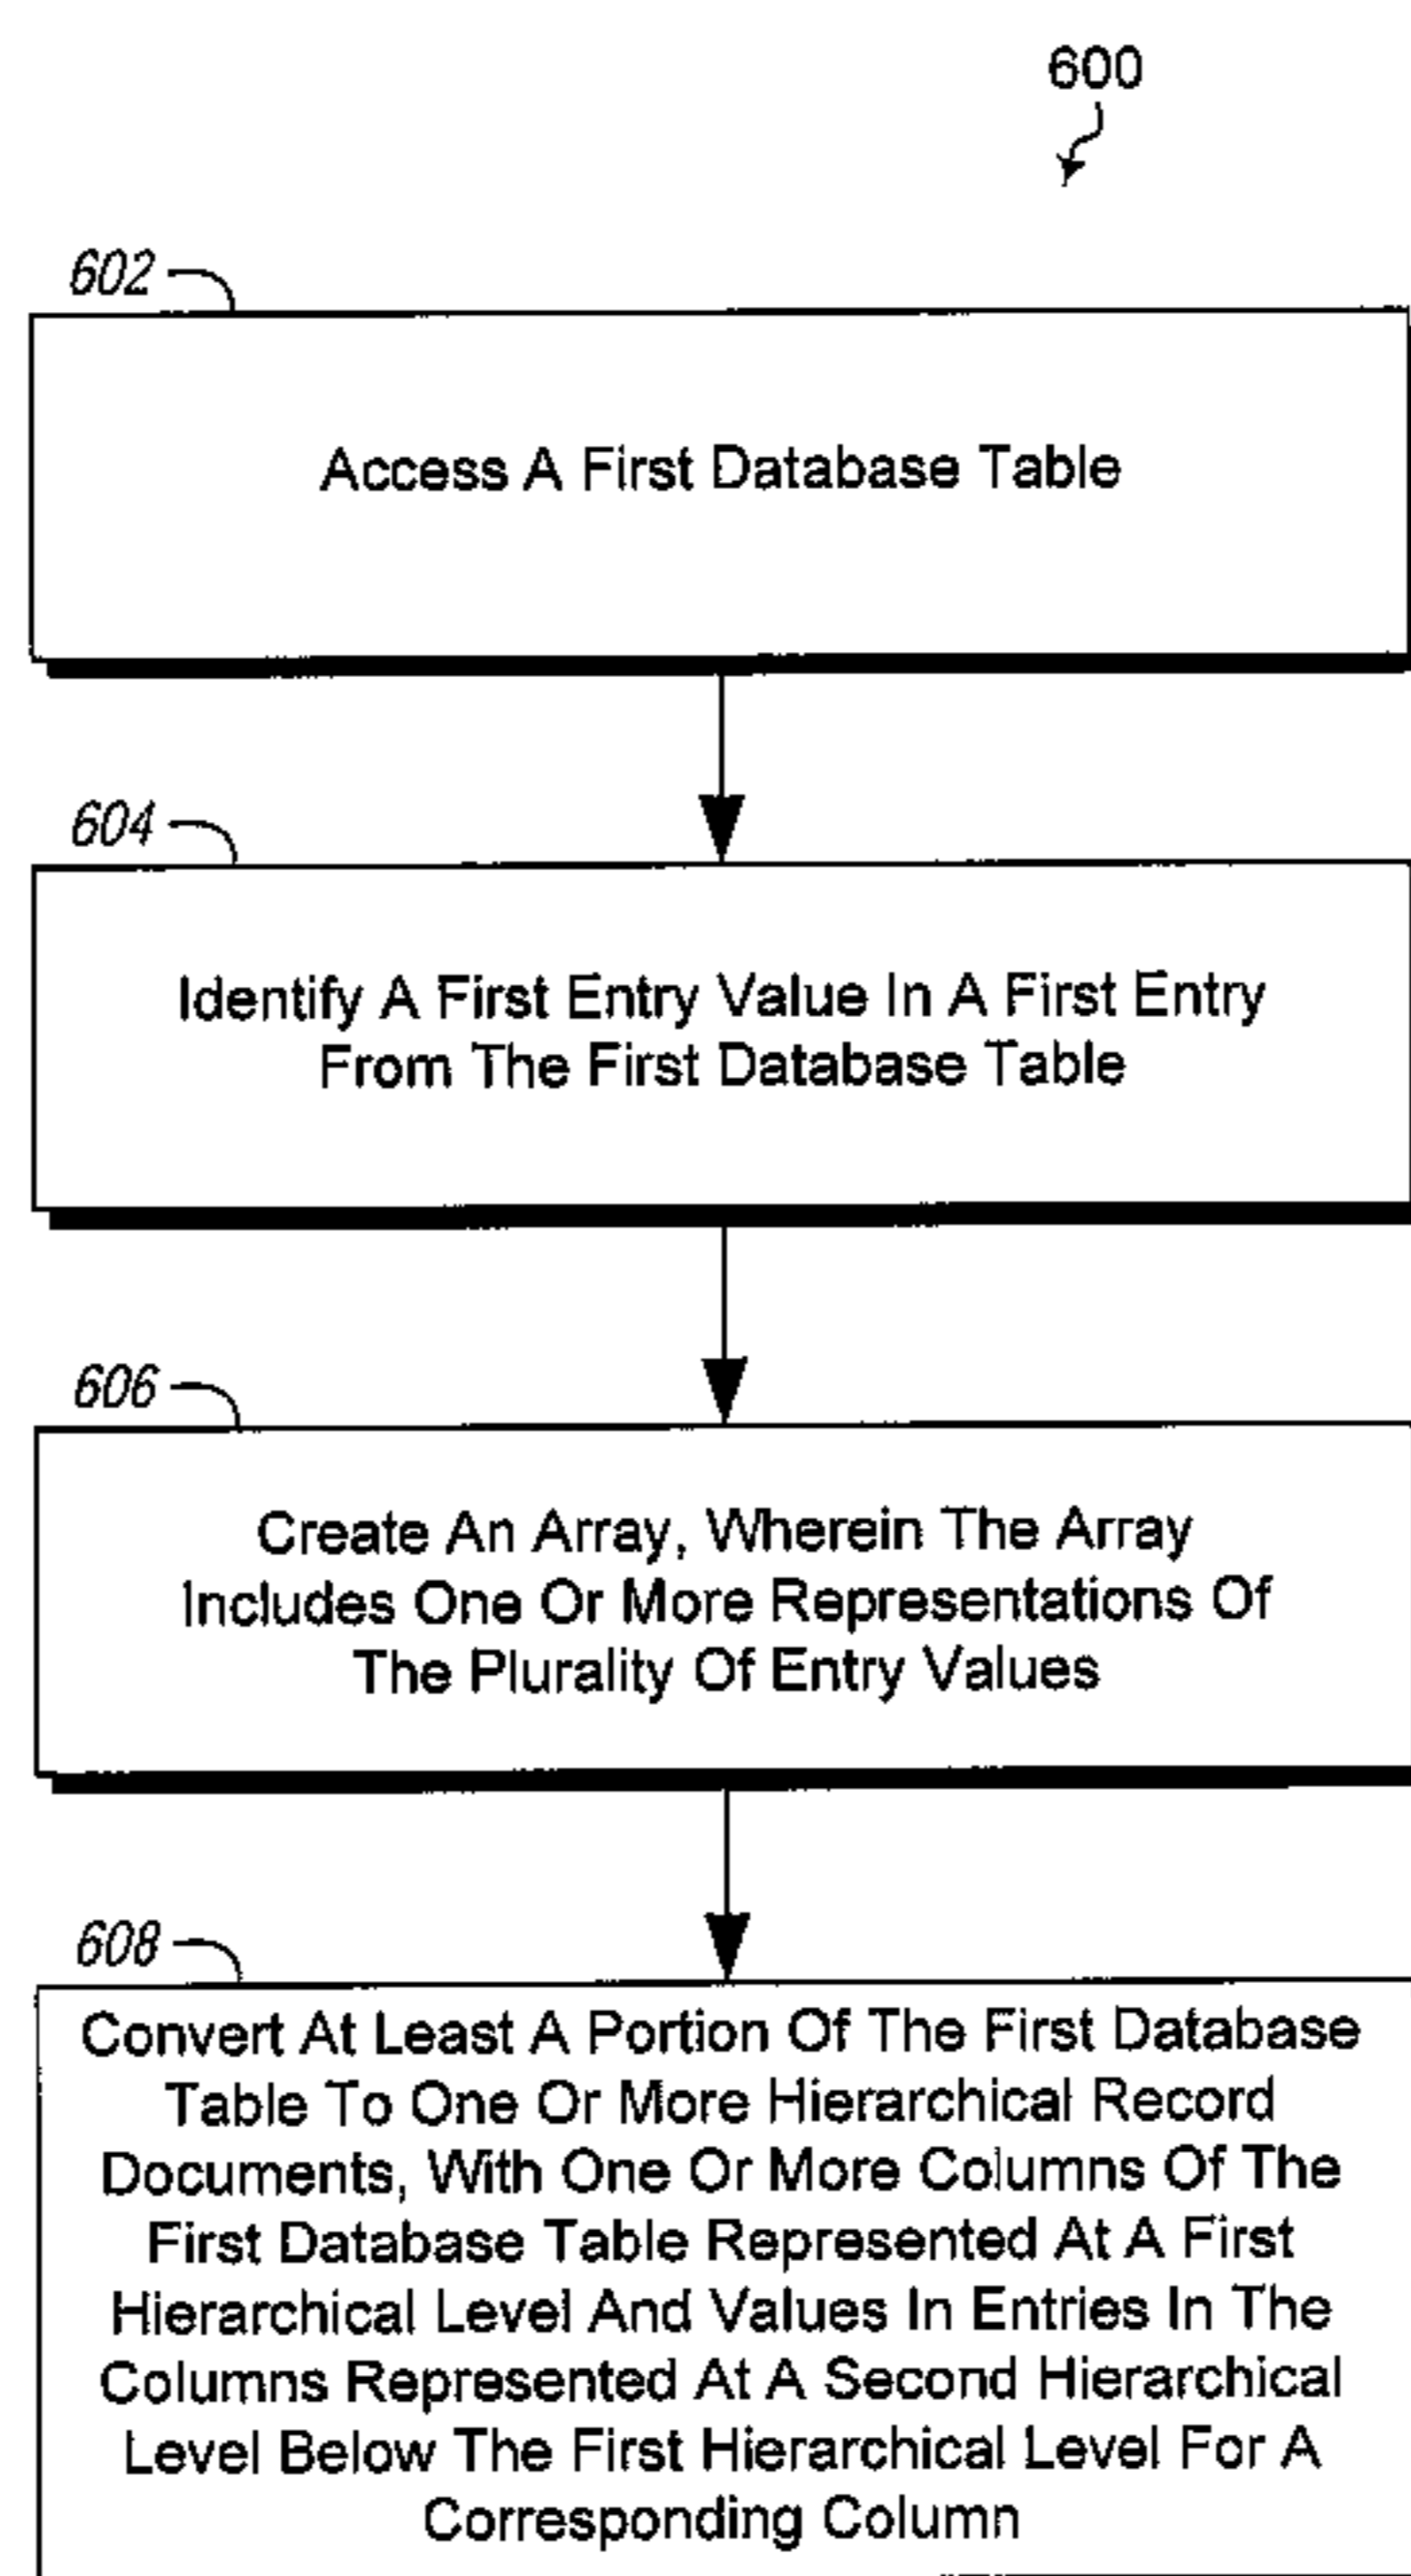 600
602
Access A First Database Table
604
Identify A First Entry Value In A First Entry
From The First Database Table
606
Create An Array, Wherein The Array
Includes One Or More Representations Of
The Plurality Of Entry Values
608
Convert At Least A Portion Of The First Database
Table To One Or More Hierarchical Record
Documents, With One Or More Columns Of The
First Database Table Represented At A First
Hierarchical Level And Values In Entries In The
Columns Represented At A Second Hierarchical
Level Below The First Hierarchical Level For A
Corresponding Column